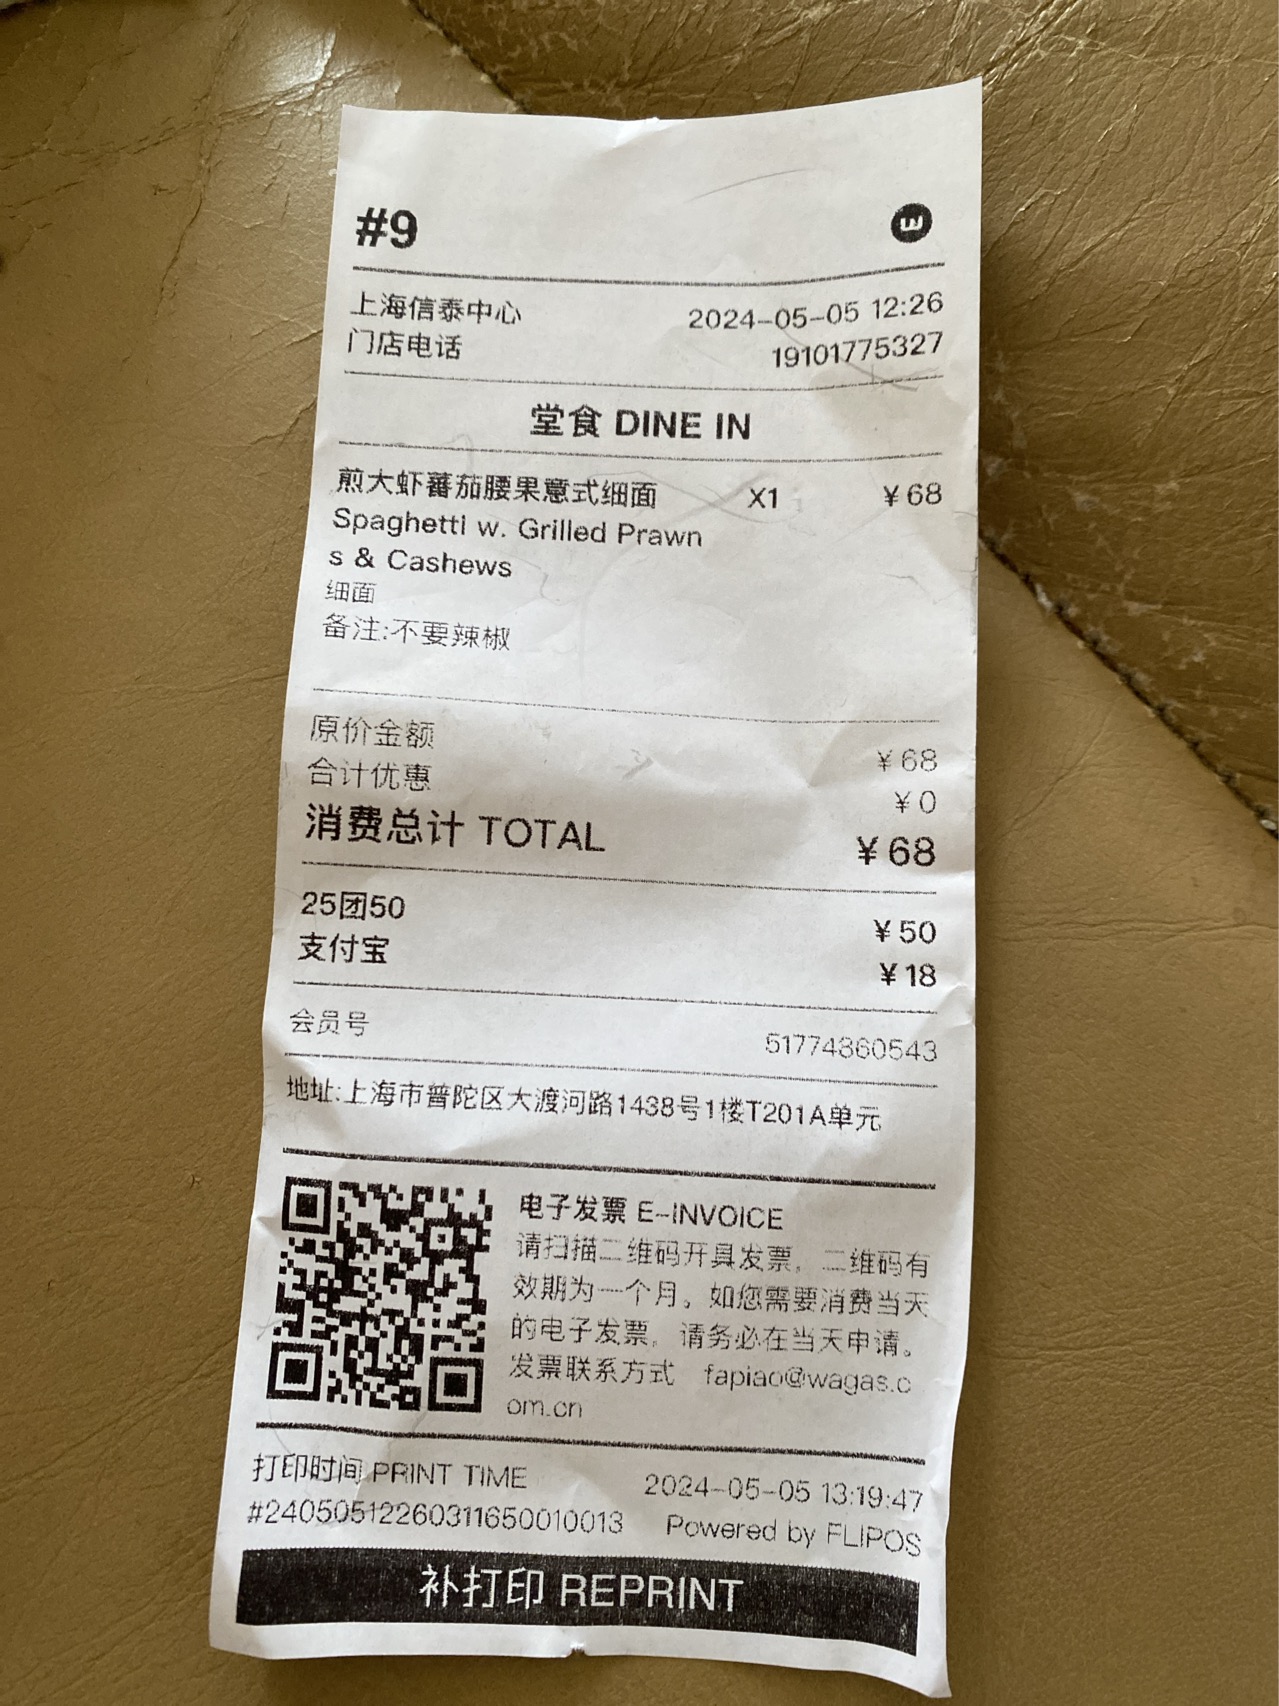 #9
上海信泰中心 2024-05-05 12:26
门店电话 19101775327
堂食 DINE IN
煎大虾蕃茄腰果意式细面 X1 ¥68
Spaghetti w. Grilled Prawn
s & Cashews
细面
备注:不要辣椒
原价金额 ¥68
合计优惠 ¥0
消费总计 TOTAL ¥68
25团50 ¥50
支付宝 ¥18
会员号 51774860543
地址:上海市普陀区大渡河路1438号1楼T201A单元
电子发票 E-INVOICE
请扫描二维码开具发票。二维码有
效期为一个月。如您需要消费当天
的电子发票，请务必在当天申请。
发票联系方式 fapiao@wagas.c
om.cn
打印时间 PRINT TIME 2024-05-05 13:19:47
#24050512260311650010013 Powered by FLIPOS
补打印 REPRINT